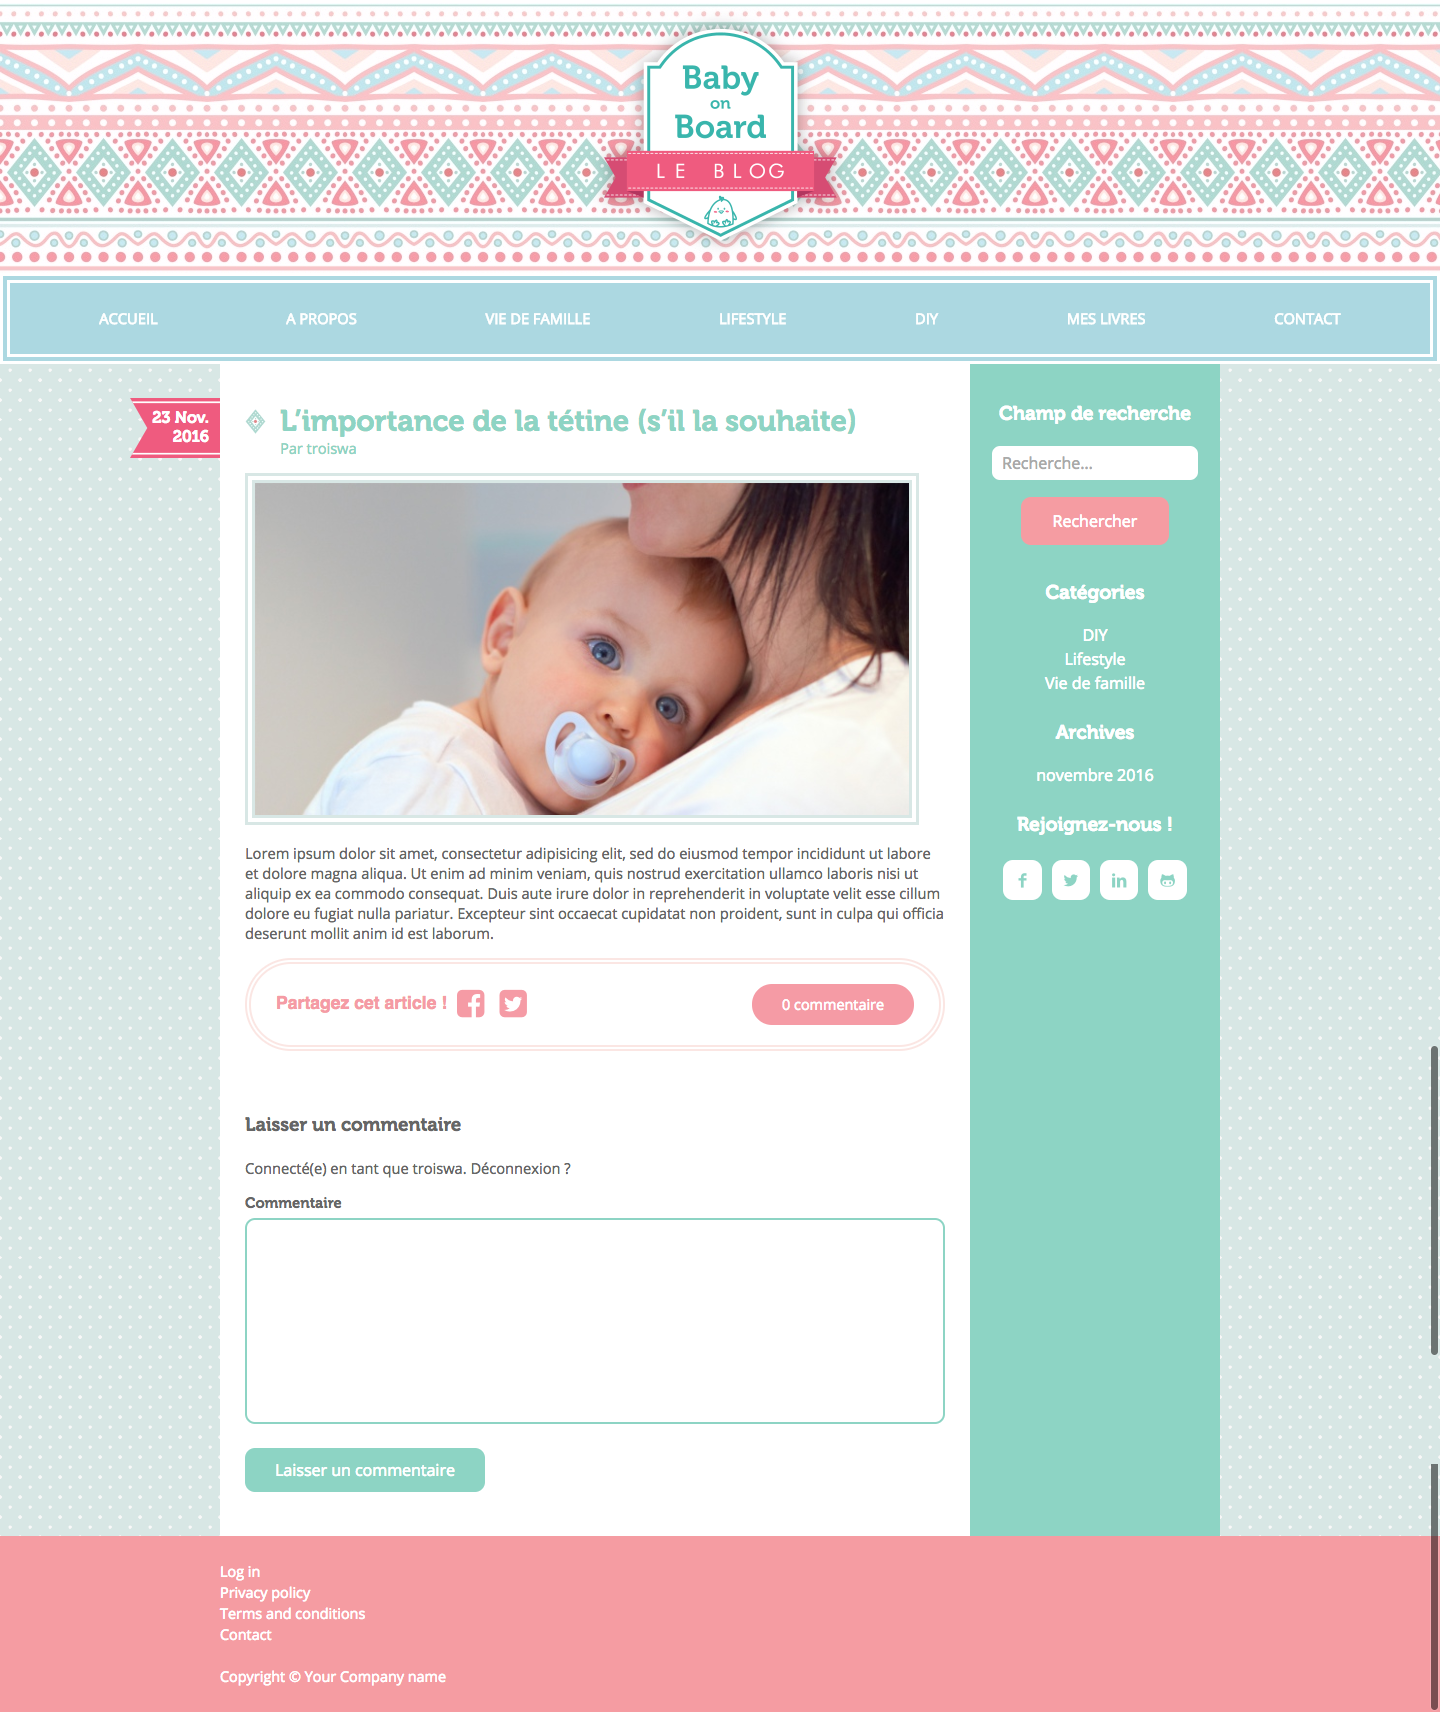 Baby
on
Board
LE BLOG
ACCUEIL
A PROPOS
VIE DE FAMILLE
LIFESTYLE
DIY
MES LIVRES
CONTACT
23 Nov.
2016
L'importance de la tétine (s'il la souhaite)
Par troiswa
Lorem ipsum dolor sit amet, consectetur adipisicing elit, sed do eiusmod tempor incididunt ut labore
et dolore magna aliqua. Ut enim ad minim veniam, quis nostrud exercitation ullamco laboris nisi ut
aliquip ex ea commodo consequat. Duis aute irure dolor in reprehenderit in voluptate velit esse cillum
dolore eu fugiat nulla pariatur. Excepteur sint occaecat cupidatat non proident, sunt in culpa qui officia
deserunt mollit anim id est laborum.
Partagez cet article !
0 commentaire
Laisser un commentaire
Connecté(e) en tant que troiswa. Déconnexion ?
Commentaire
Laisser un commentaire
Champ de recherche
Recherche...
Rechercher
Catégories
DIY
Lifestyle
Vie de famille
Archives
novembre 2016
Rejoignez-nous !
Log in
Privacy policy
Terms and conditions
Contact
Copyright © Your Company name